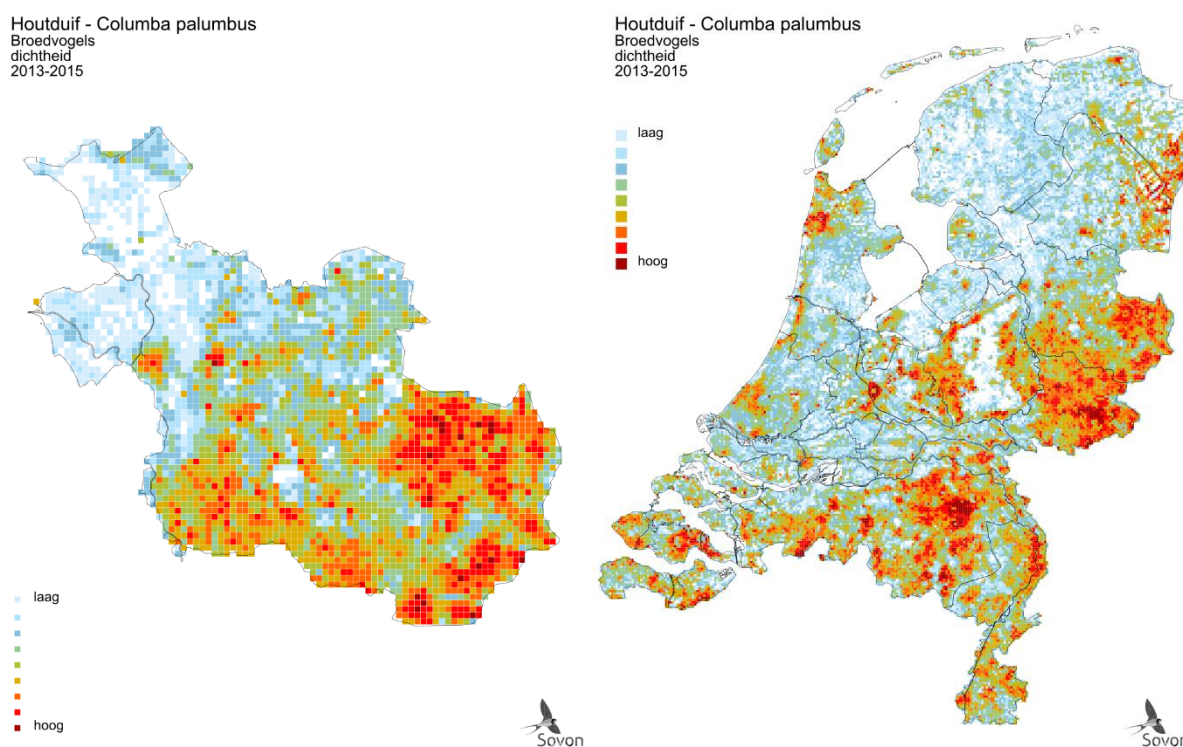 Houtduif - Columba palumbus
Broedvogels
dichtheid
2013-2015
laag
hoog
Sovon
Houtduif - Columba palumbus
Broedvogels
dichtheid
2013-2015
laag
hoog
Sovon